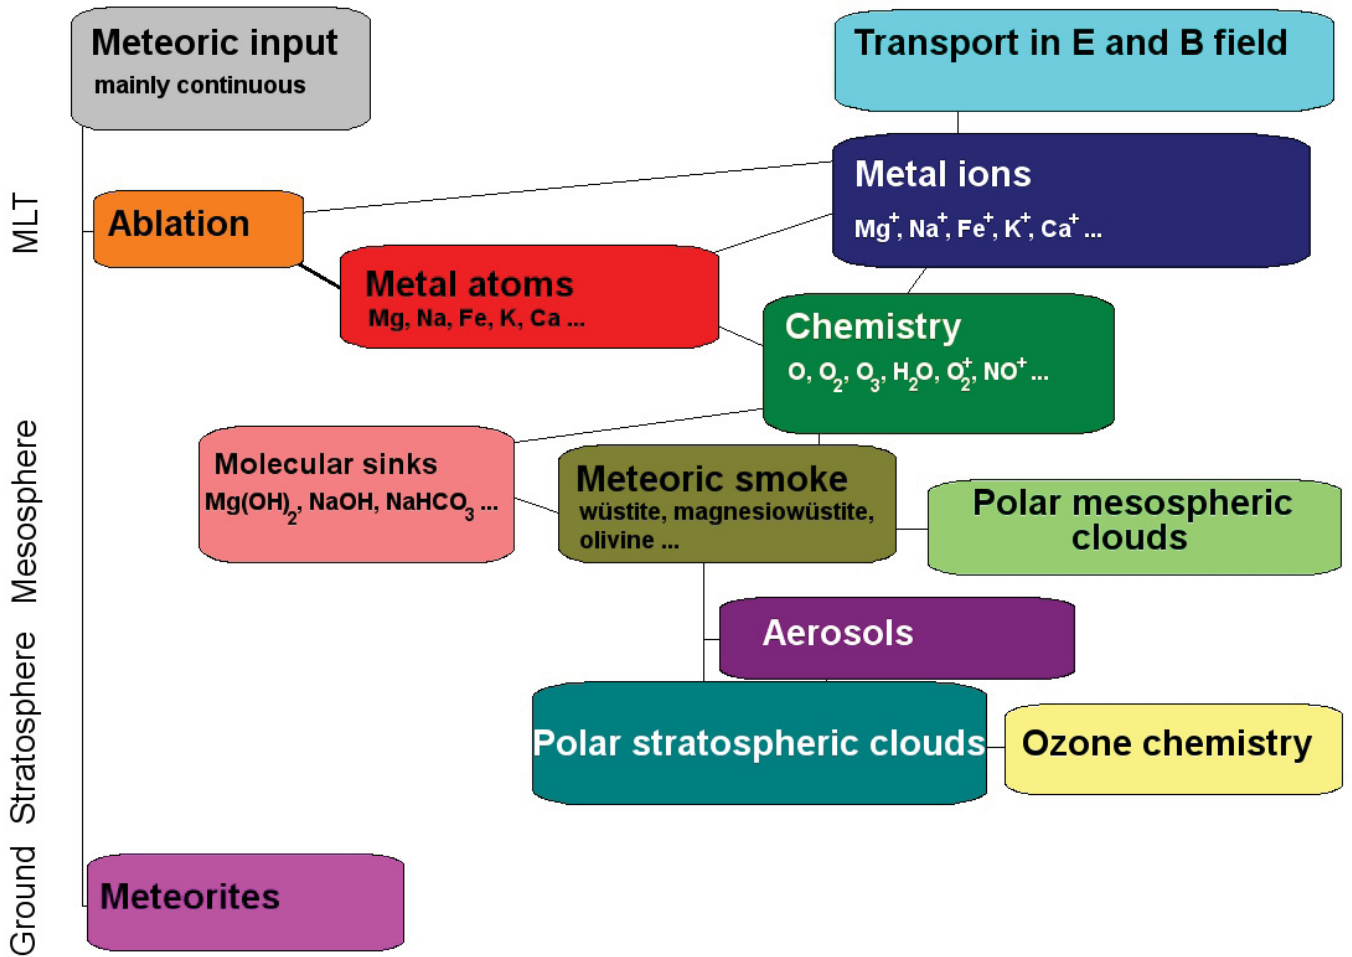 Meteoric input
mainly continuous
Transport in E and B field
MLT
Ablation
Metal ions
Mg⁺, Na⁺, Fe⁺, K⁺, Ca⁺ ...
Metal atoms
Mg, Na, Fe, K, Ca ...
Chemistry
O, O₂, O₃, H₂O, O₂⁺, NO⁺ ...
Mesosphere
Molecular sinks
Mg(OH)₂, NaOH, NaHCO₃ ...
Meteoric smoke
wüstite, magnesiowüstite,
olivine ...
Polar mesospheric
clouds
Stratosphere
Aerosols
Polar stratospheric clouds
Ozone chemistry
Ground
Meteorites